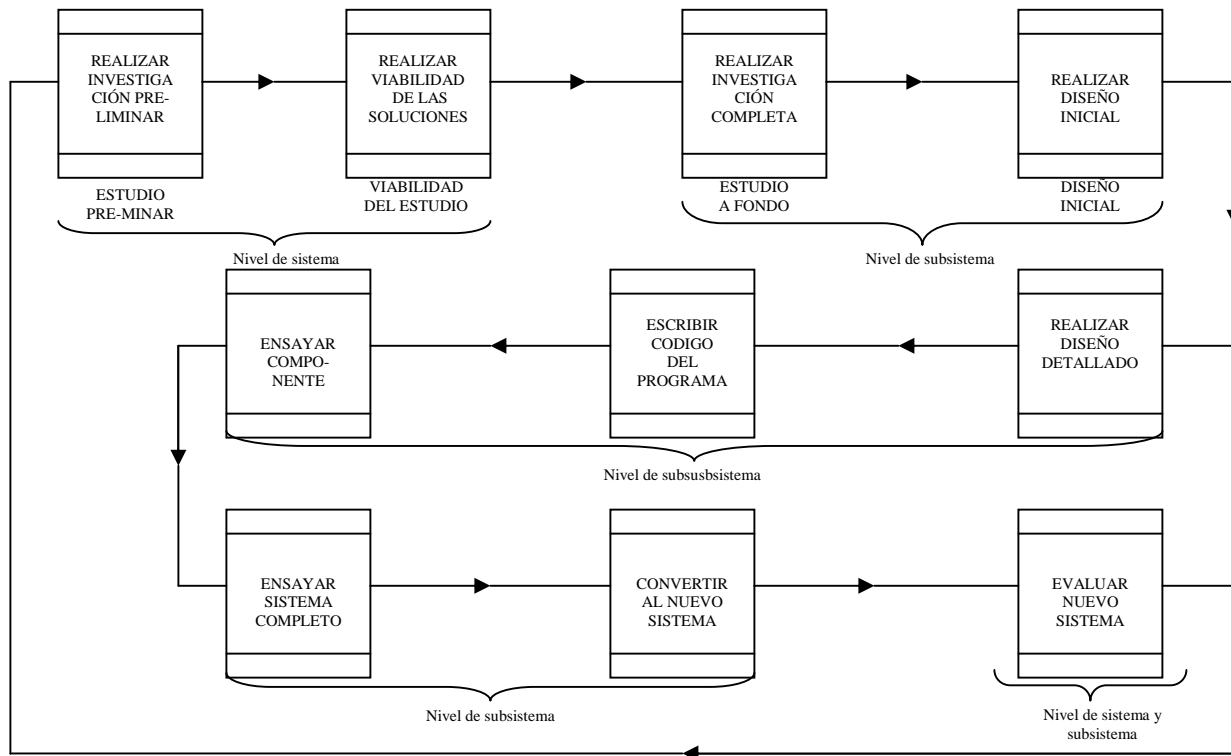 REALIZAR
INVESTIGA
CIÓN PRE-
LIMINAR
REALIZAR
VIABILIDAD
DE LAS
SOLUCIONES
REALIZAR
INVESTIGA
CIÓN
COMPLETA
REALIZAR
DISEÑO
INICIAL
ESTUDIO
PRE-MINAR
VIABILIDAD
DEL ESTUDIO
ESTUDIO
A FONDO
DISEÑO
INICIAL
Nivel de sistema
Nivel de subsistema
ENSAYAR
COMPO-
NENTE
ESCRIBIR
CODIGO
DEL
PROGRAMA
REALIZAR
DISEÑO
DETALLADO
Nivel de subsusbsistema
ENSAYAR
SISTEMA
COMPLETO
CONVERTIR
AL NUEVO
SISTEMA
EVALUAR
NUEVO
SISTEMA
Nivel de subsistema
Nivel de sistema y
subsistema